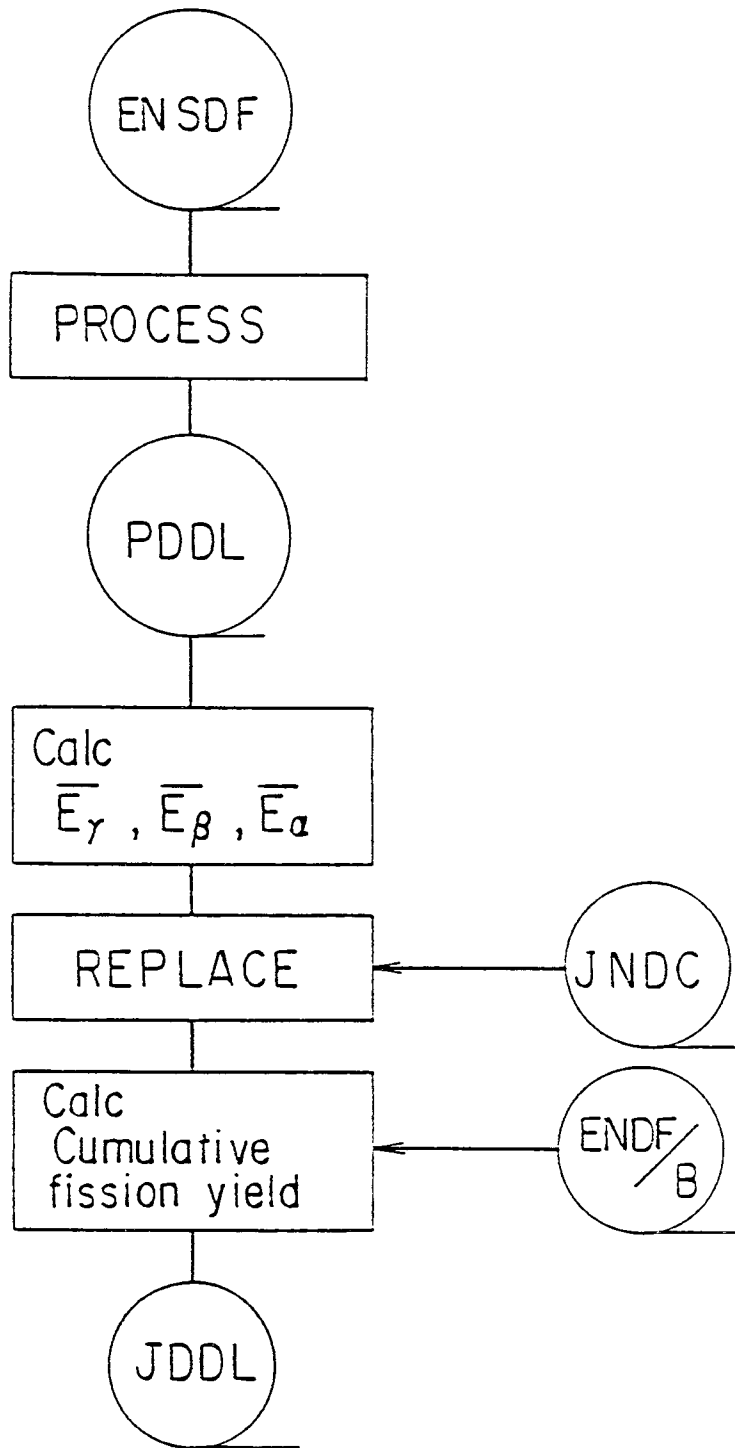 ENSDF
PROCESS
PDDL
Calc
E̅γ , E̅β , E̅α
REPLACE
JNDC
Calc
Cumulative
fission yield
ENDF/B
JDDL